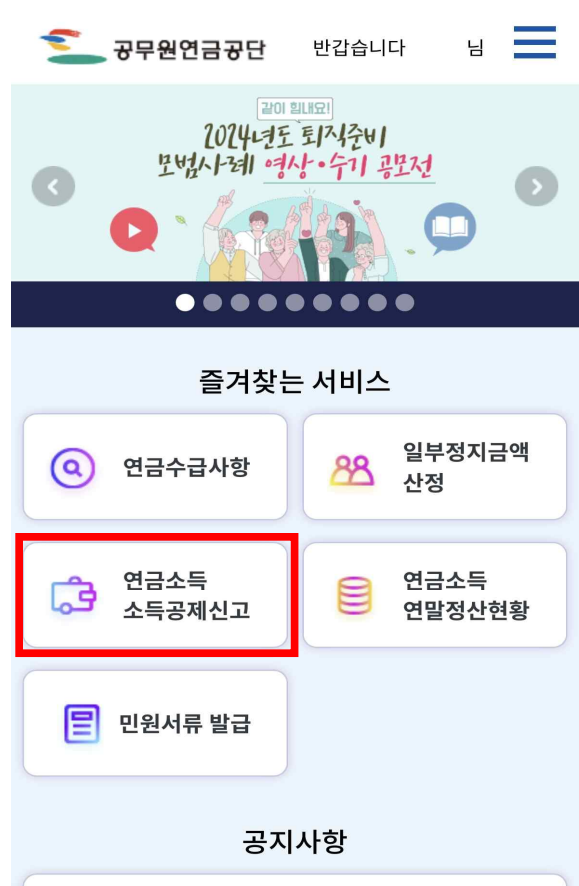 공무원연금공단 반갑습니다 님
같이 힘내요!
2024년도 퇴직준비
모범사례 영상·수기 공모전
즐겨찾는 서비스
연금수급사항
일부정지금액
산정
연금소득
소득공제신고
연금소득
연말정산현황
민원서류 발급
공지사항